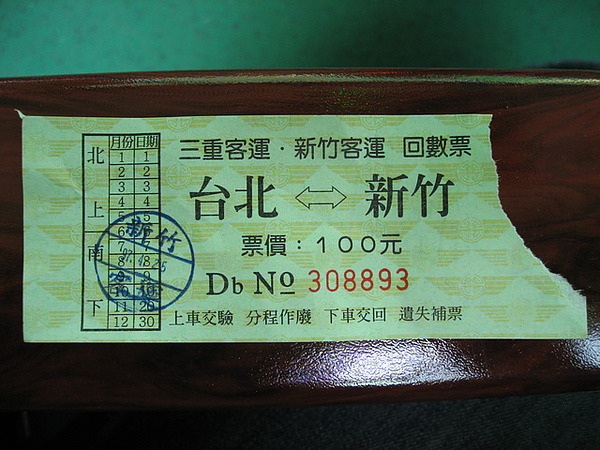 三重客運・新竹客運 回數票
台北 ⇔ 新竹
票價：１００元
Db No 308893
上車交驗 分程作廢 下車交回 遺失補票
北上
南下
月份 日期
1 1
2 2
3 3
4 4
5 5
6
7
8 8
9 9
10 10
11 20
12 30
新竹